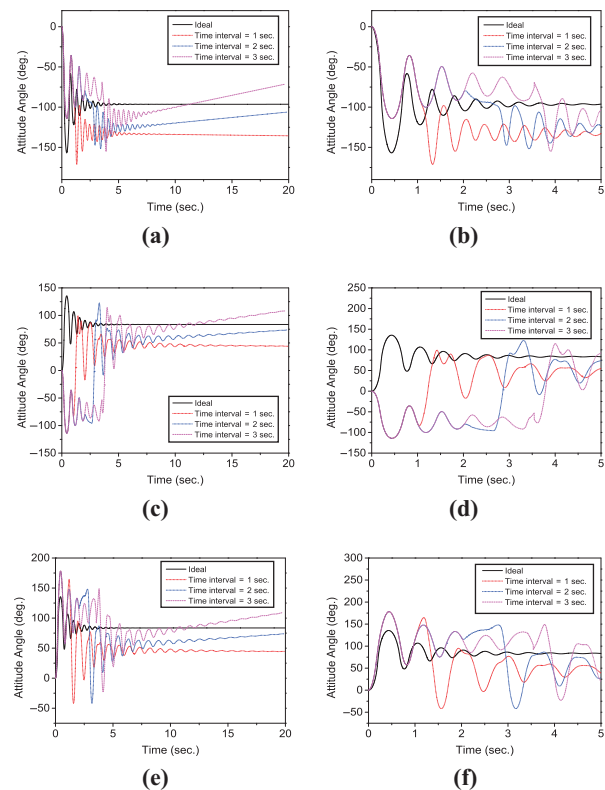 Attitude Angle (deg.)
0
−50
−100
−150
Ideal
Time interval = 1 sec.
Time interval = 2 sec.
Time interval = 3 sec.
0 5 10 15 20
Time (sec.)
(a)
Attitude Angle (deg.)
0
−50
−100
−150
Ideal
Time interval = 1 sec.
Time interval = 2 sec.
Time interval = 3 sec.
0 1 2 3 4 5
Time (sec.)
(b)
Attitude Angle (deg.)
150
100
50
0
−50
−100
−150
Ideal
Time interval = 1 sec.
Time interval = 2 sec.
Time interval = 3 sec.
0 5 10 15 20
Time (sec.)
(c)
Attitude Angle (deg.)
250
200
150
100
50
0
50
−100
−150
Ideal
Time interval = 1 sec.
Time interval = 2 sec.
Time interval = 3 sec.
0 1 2 3 4 5
Time (sec.)
(d)
Attitude Angle (deg.)
200
150
100
50
0
−50
Ideal
Time interval = 1 sec.
Time interval = 2 sec.
Time interval = 3 sec.
0 5 10 15 20
Time (sec.)
(e)
Attitude Angle (deg.)
300
250
200
150
100
50
0
−50
Ideal
Time interval = 1 sec.
Time interval = 2 sec.
Time interval = 3 sec.
0 1 2 3 4 5
Time (sec.)
(f)